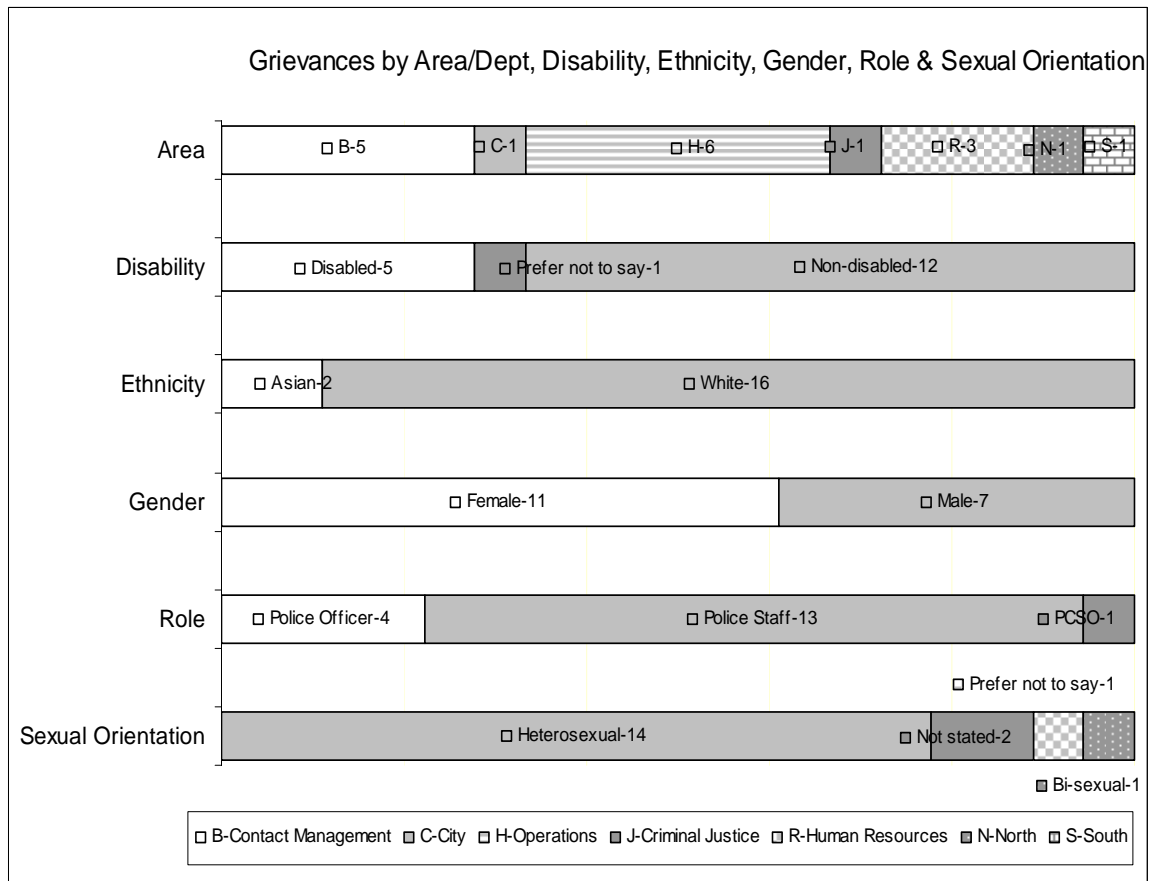 Grievances by Area/Dept, Disability, Ethnicity, Gender, Role & Sexual Orientation
Area
B-5
C-1
H-6
J-1
R-3
N-1
S-1
Disability
Disabled-5
Prefer not to say-1
Non-disabled-12
Ethnicity
Asian-2
White-16
Gender
Female-11
Male-7
Role
Police Officer-4
Police Staff-13
PCSO-1
Prefer not to say-1
Sexual Orientation
Heterosexual-14
Not stated-2
Bi-sexual-1
B-Contact Management C-City H-Operations J-Criminal Justice R-Human Resources N-North S-South